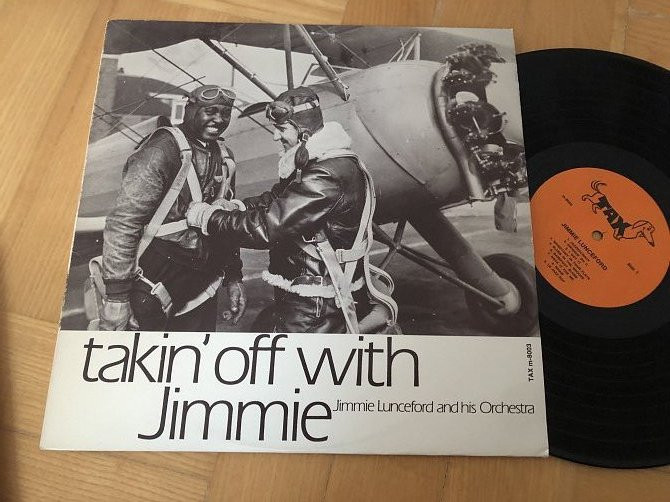 takin' off with
Jimmie
Jimmie Lunceford and his Orchestra
TAX m-8003
TAX
JIMMIE LUNCEFORD